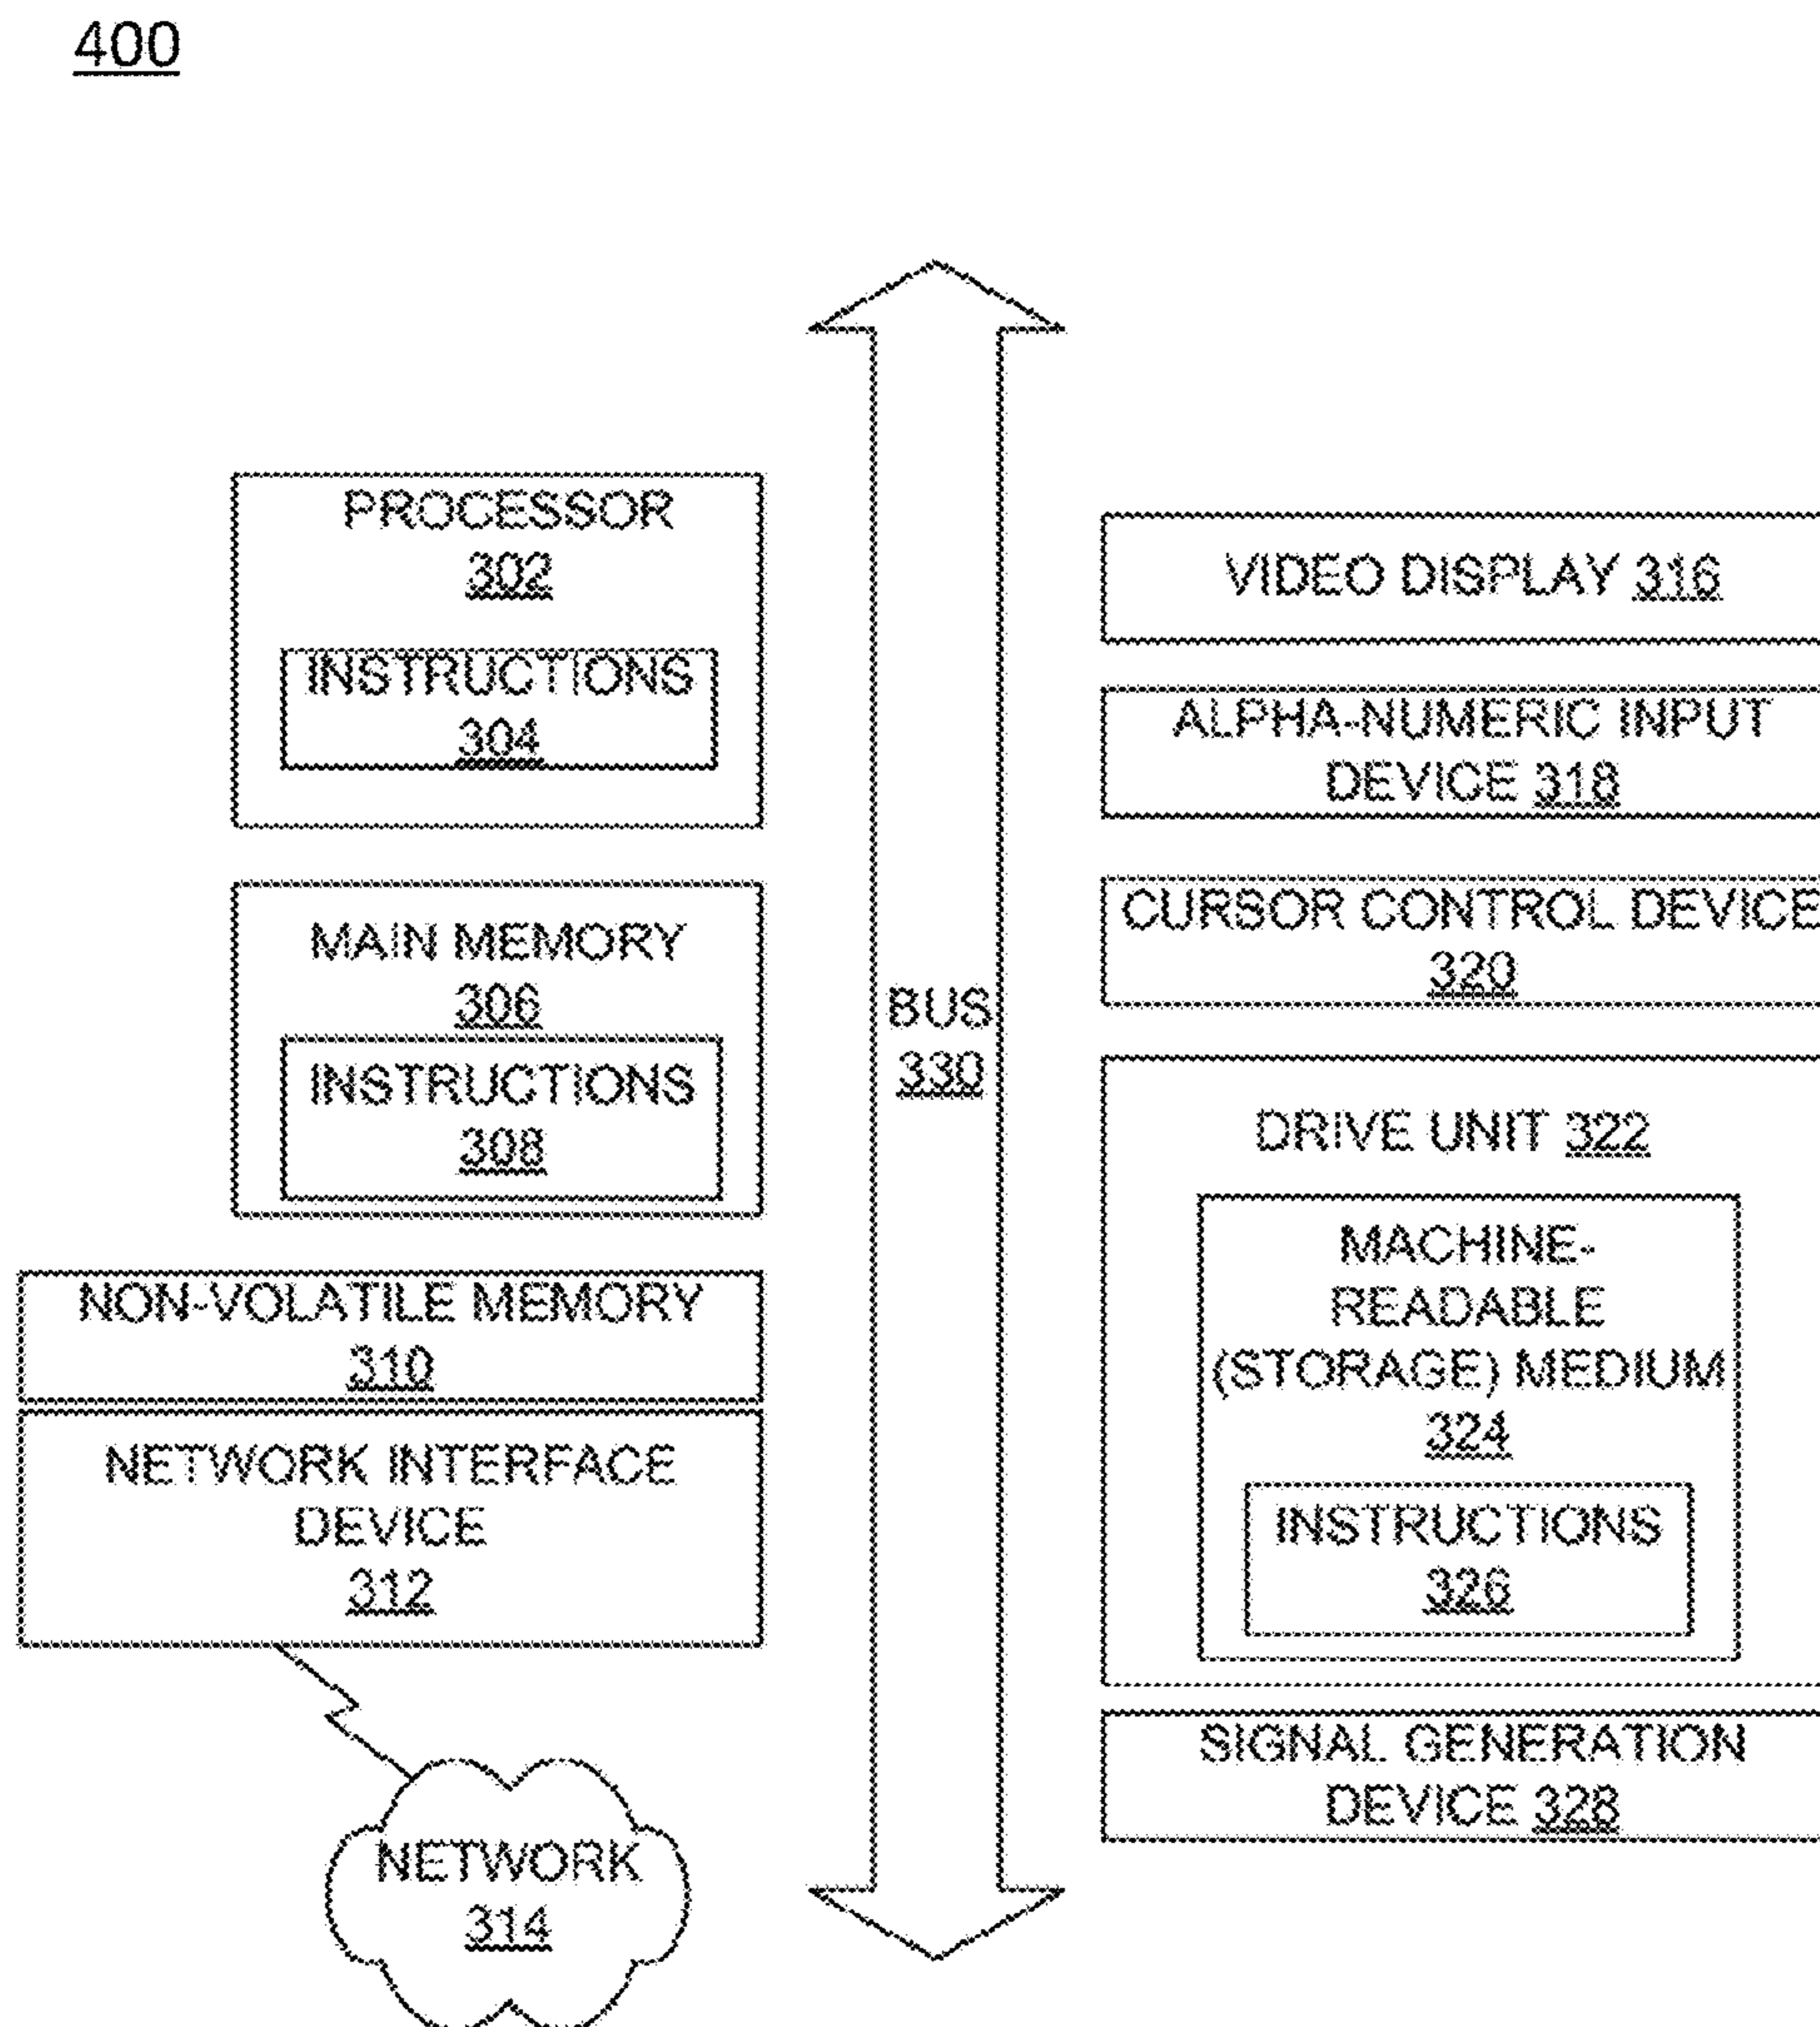 400
PROCESSOR
302
INSTRUCTIONS
304
MAIN MEMORY
306
INSTRUCTIONS
308
NON-VOLATILE MEMORY
310
NETWORK INTERFACE
DEVICE
312
NETWORK
314
BUS
330
VIDEO DISPLAY 316
ALPHA-NUMERIC INPUT
DEVICE 318
CURSOR CONTROL DEVICE
320
DRIVE UNIT 322
MACHINE-
READABLE
(STORAGE) MEDIUM
324
INSTRUCTIONS
326
SIGNAL GENERATION
DEVICE 328